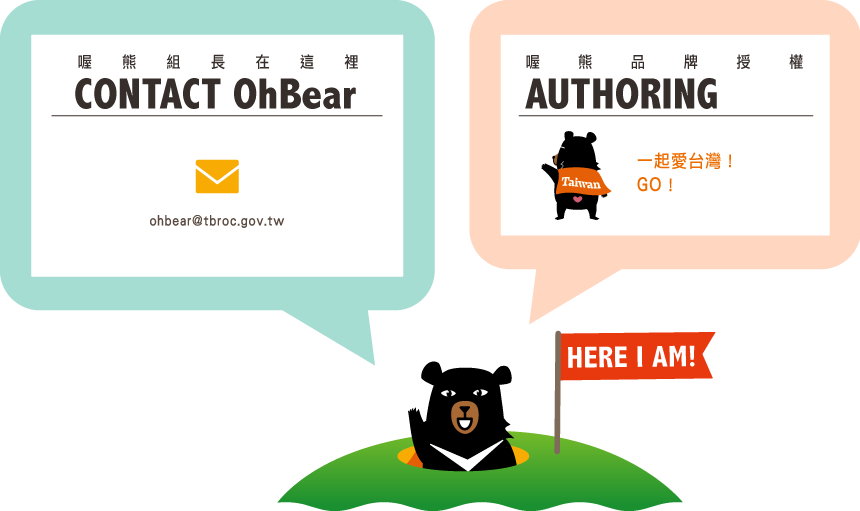 喔熊組長在這裡
CONTACT OhBear
ohbear@tbroc.gov.tw
喔熊品牌授權
AUTHORING
Taiwan
一起愛台灣！
GO！
HERE I AM!